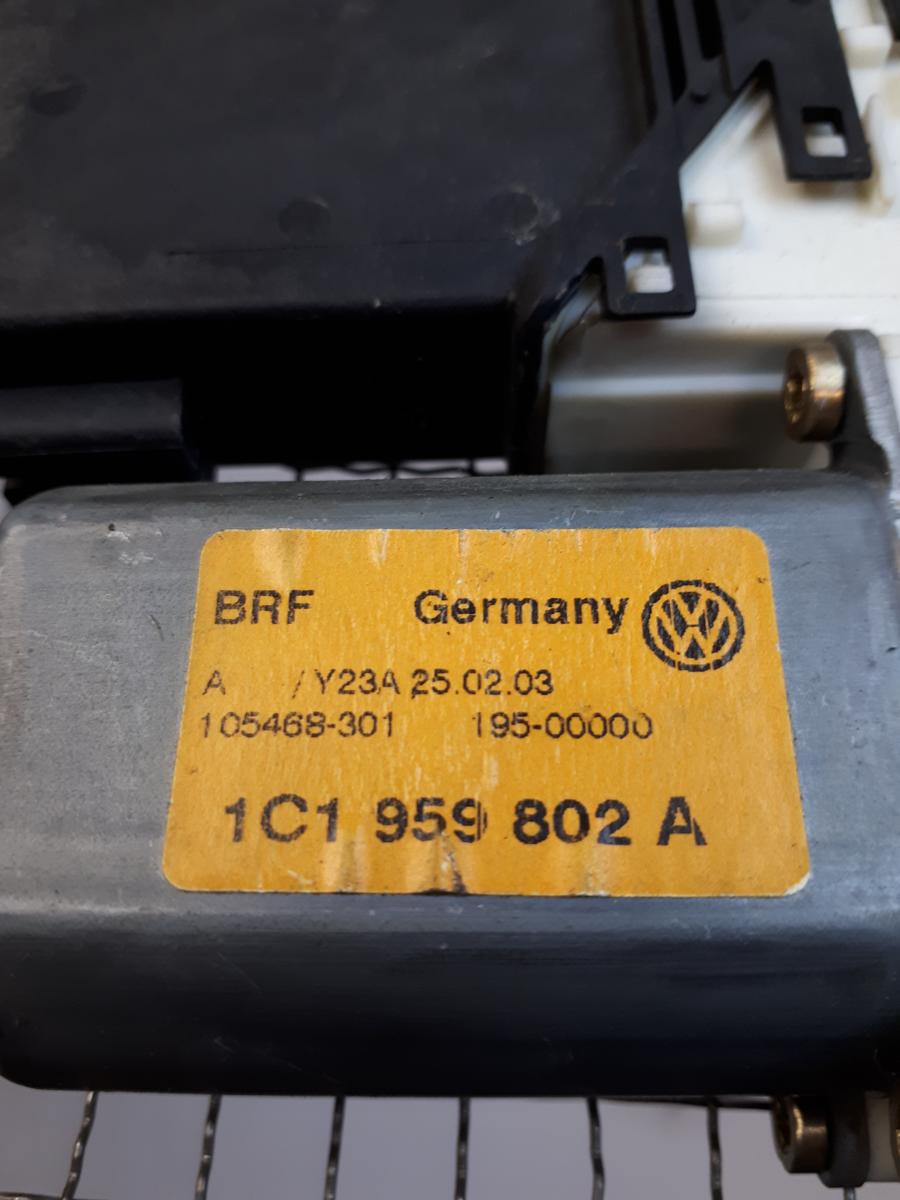 BRF Germany
A / Y23A 25.02.03
105468-301 195-00000
1C1 959 802 A